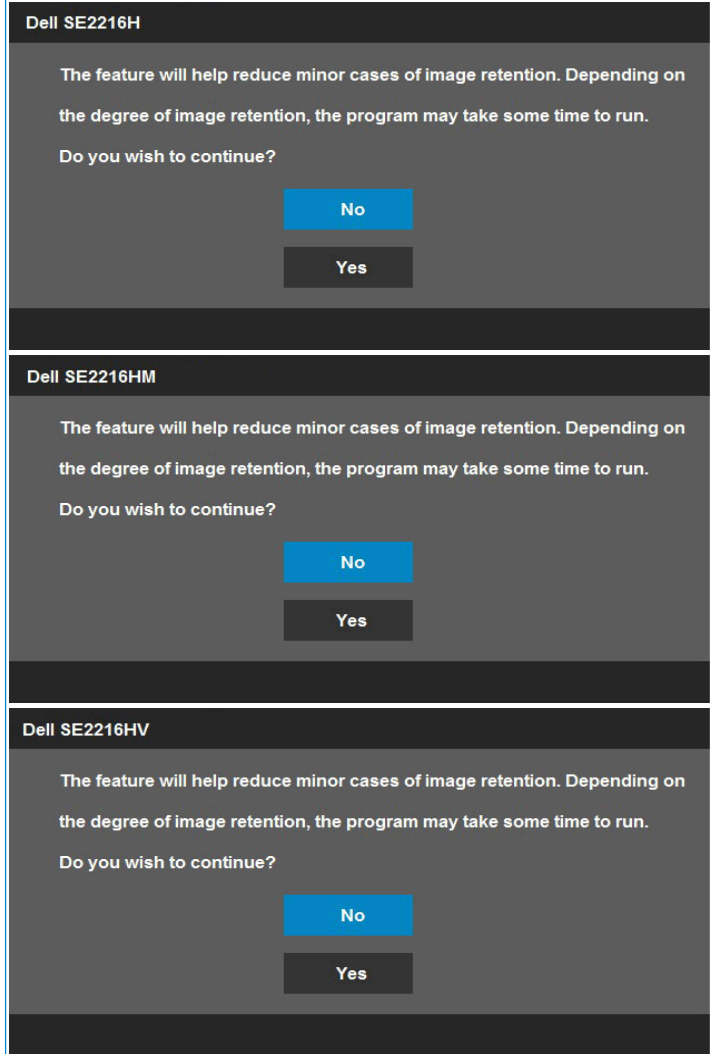 Dell SE2216H
The feature will help reduce minor cases of image retention. Depending on
the degree of image retention, the program may take some time to run.
Do you wish to continue?
No
Yes
Dell SE2216HM
The feature will help reduce minor cases of image retention. Depending on
the degree of image retention, the program may take some time to run.
Do you wish to continue?
No
Yes
Dell SE2216HV
The feature will help reduce minor cases of image retention. Depending on
the degree of image retention, the program may take some time to run.
Do you wish to continue?
No
Yes